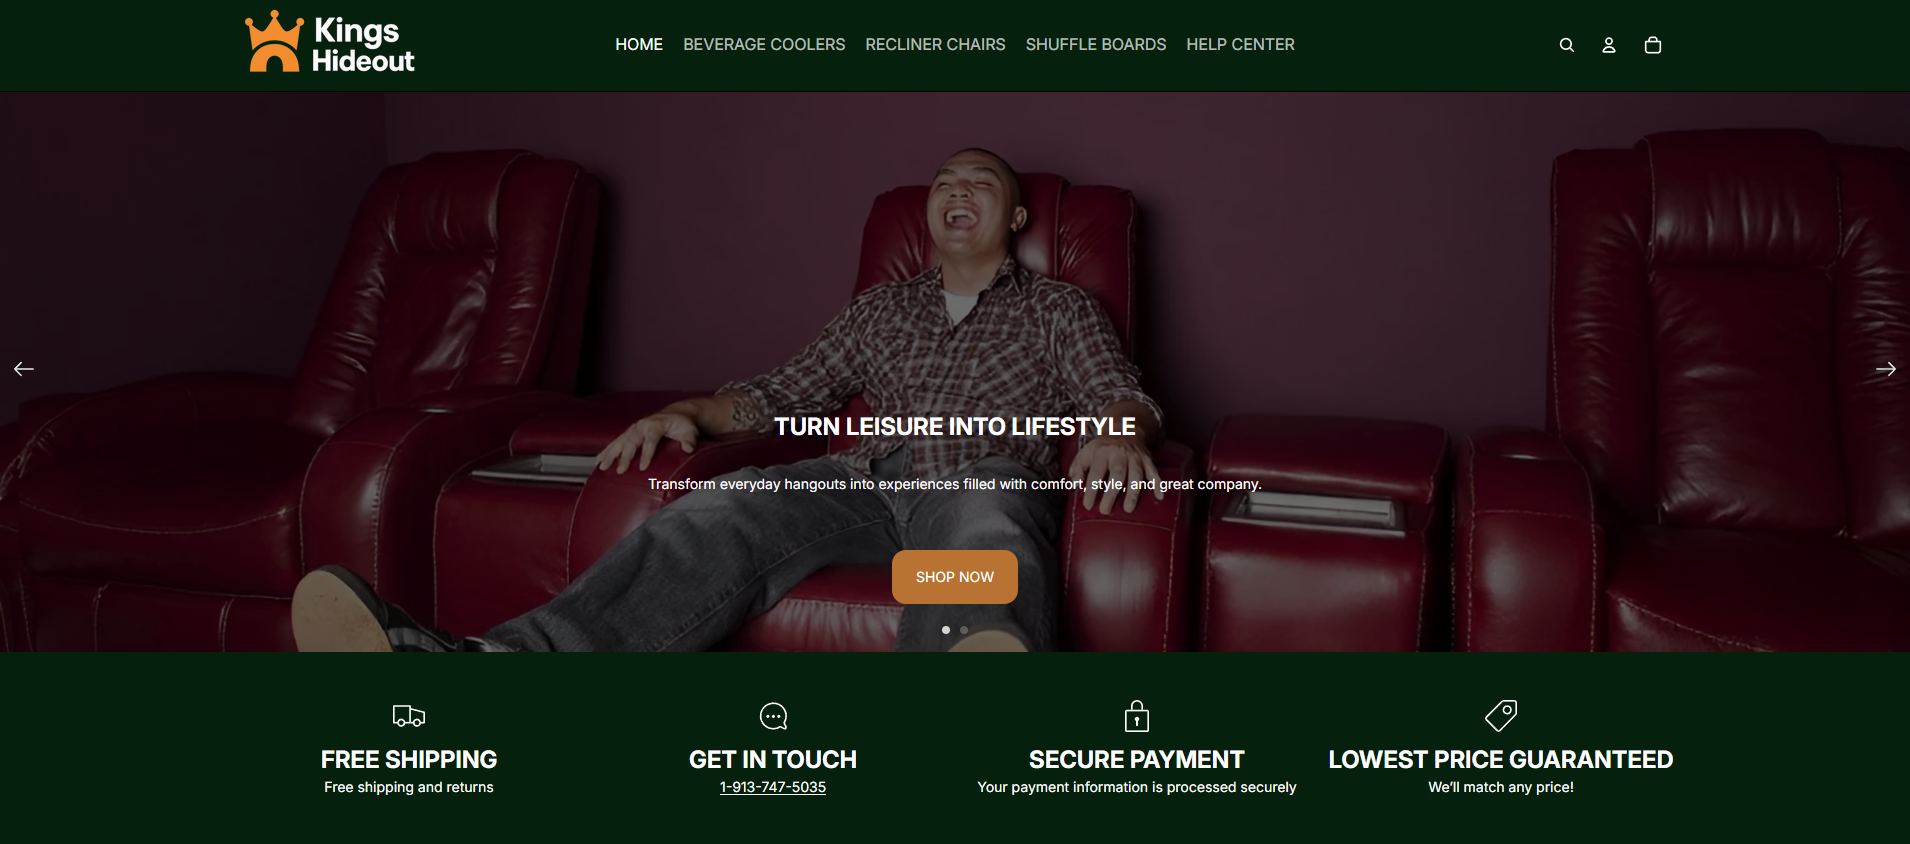 Kings
Hideout
HOME BEVERAGE COOLERS RECLINER CHAIRS SHUFFLE BOARDS HELP CENTER
TURN LEISURE INTO LIFESTYLE
Transform everyday hangouts into experiences filled with comfort, style, and great company.
SHOP NOW
FREE SHIPPING
Free shipping and returns
GET IN TOUCH
1-913-747-5035
SECURE PAYMENT
Your payment information is processed securely
LOWEST PRICE GUARANTEED
We'll match any price!